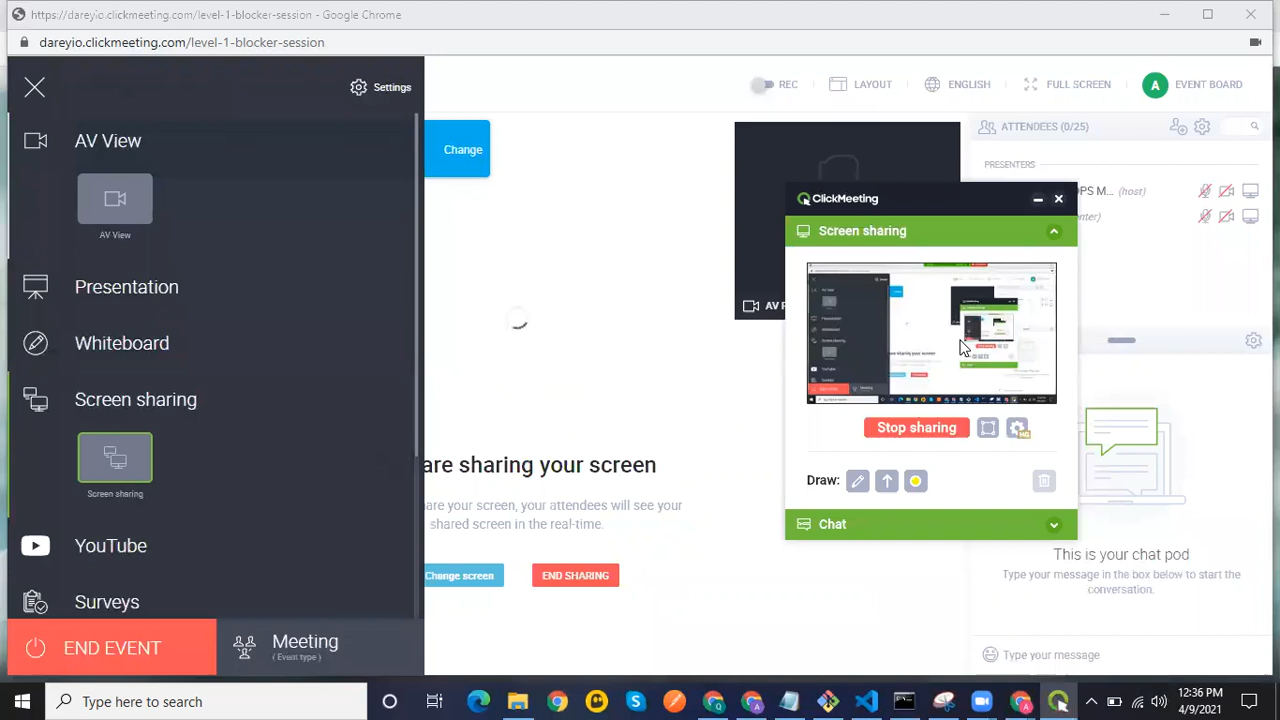 https://dareyio.clickmeeting.com/level-1-blocker-session - Google Chrome
dareyio.clickmeeting.com/level-1-blocker-session
Settings
REC
LAYOUT
ENGLISH
FULL SCREEN
A
EVENT BOARD
AV View
AV View
Presentation
Whiteboard
Screen sharing
Screen sharing
YouTube
Surveys
END EVENT
Meeting
( Event type )
Change
AV
are sharing your screen
are your screen, your attendees will see your
shared screen in the real-time.
Change screen
END SHARING
ClickMeeting
Screen sharing
Stop sharing
HQ
Draw:
Chat
ATTENDEES (0/25)
PRESENTERS
OPS M... (host)
nter)
This is your chat pod
Type your message in the box below to start the
conversation.
Type your message
Type here to search
12:36 PM
4/9/2021